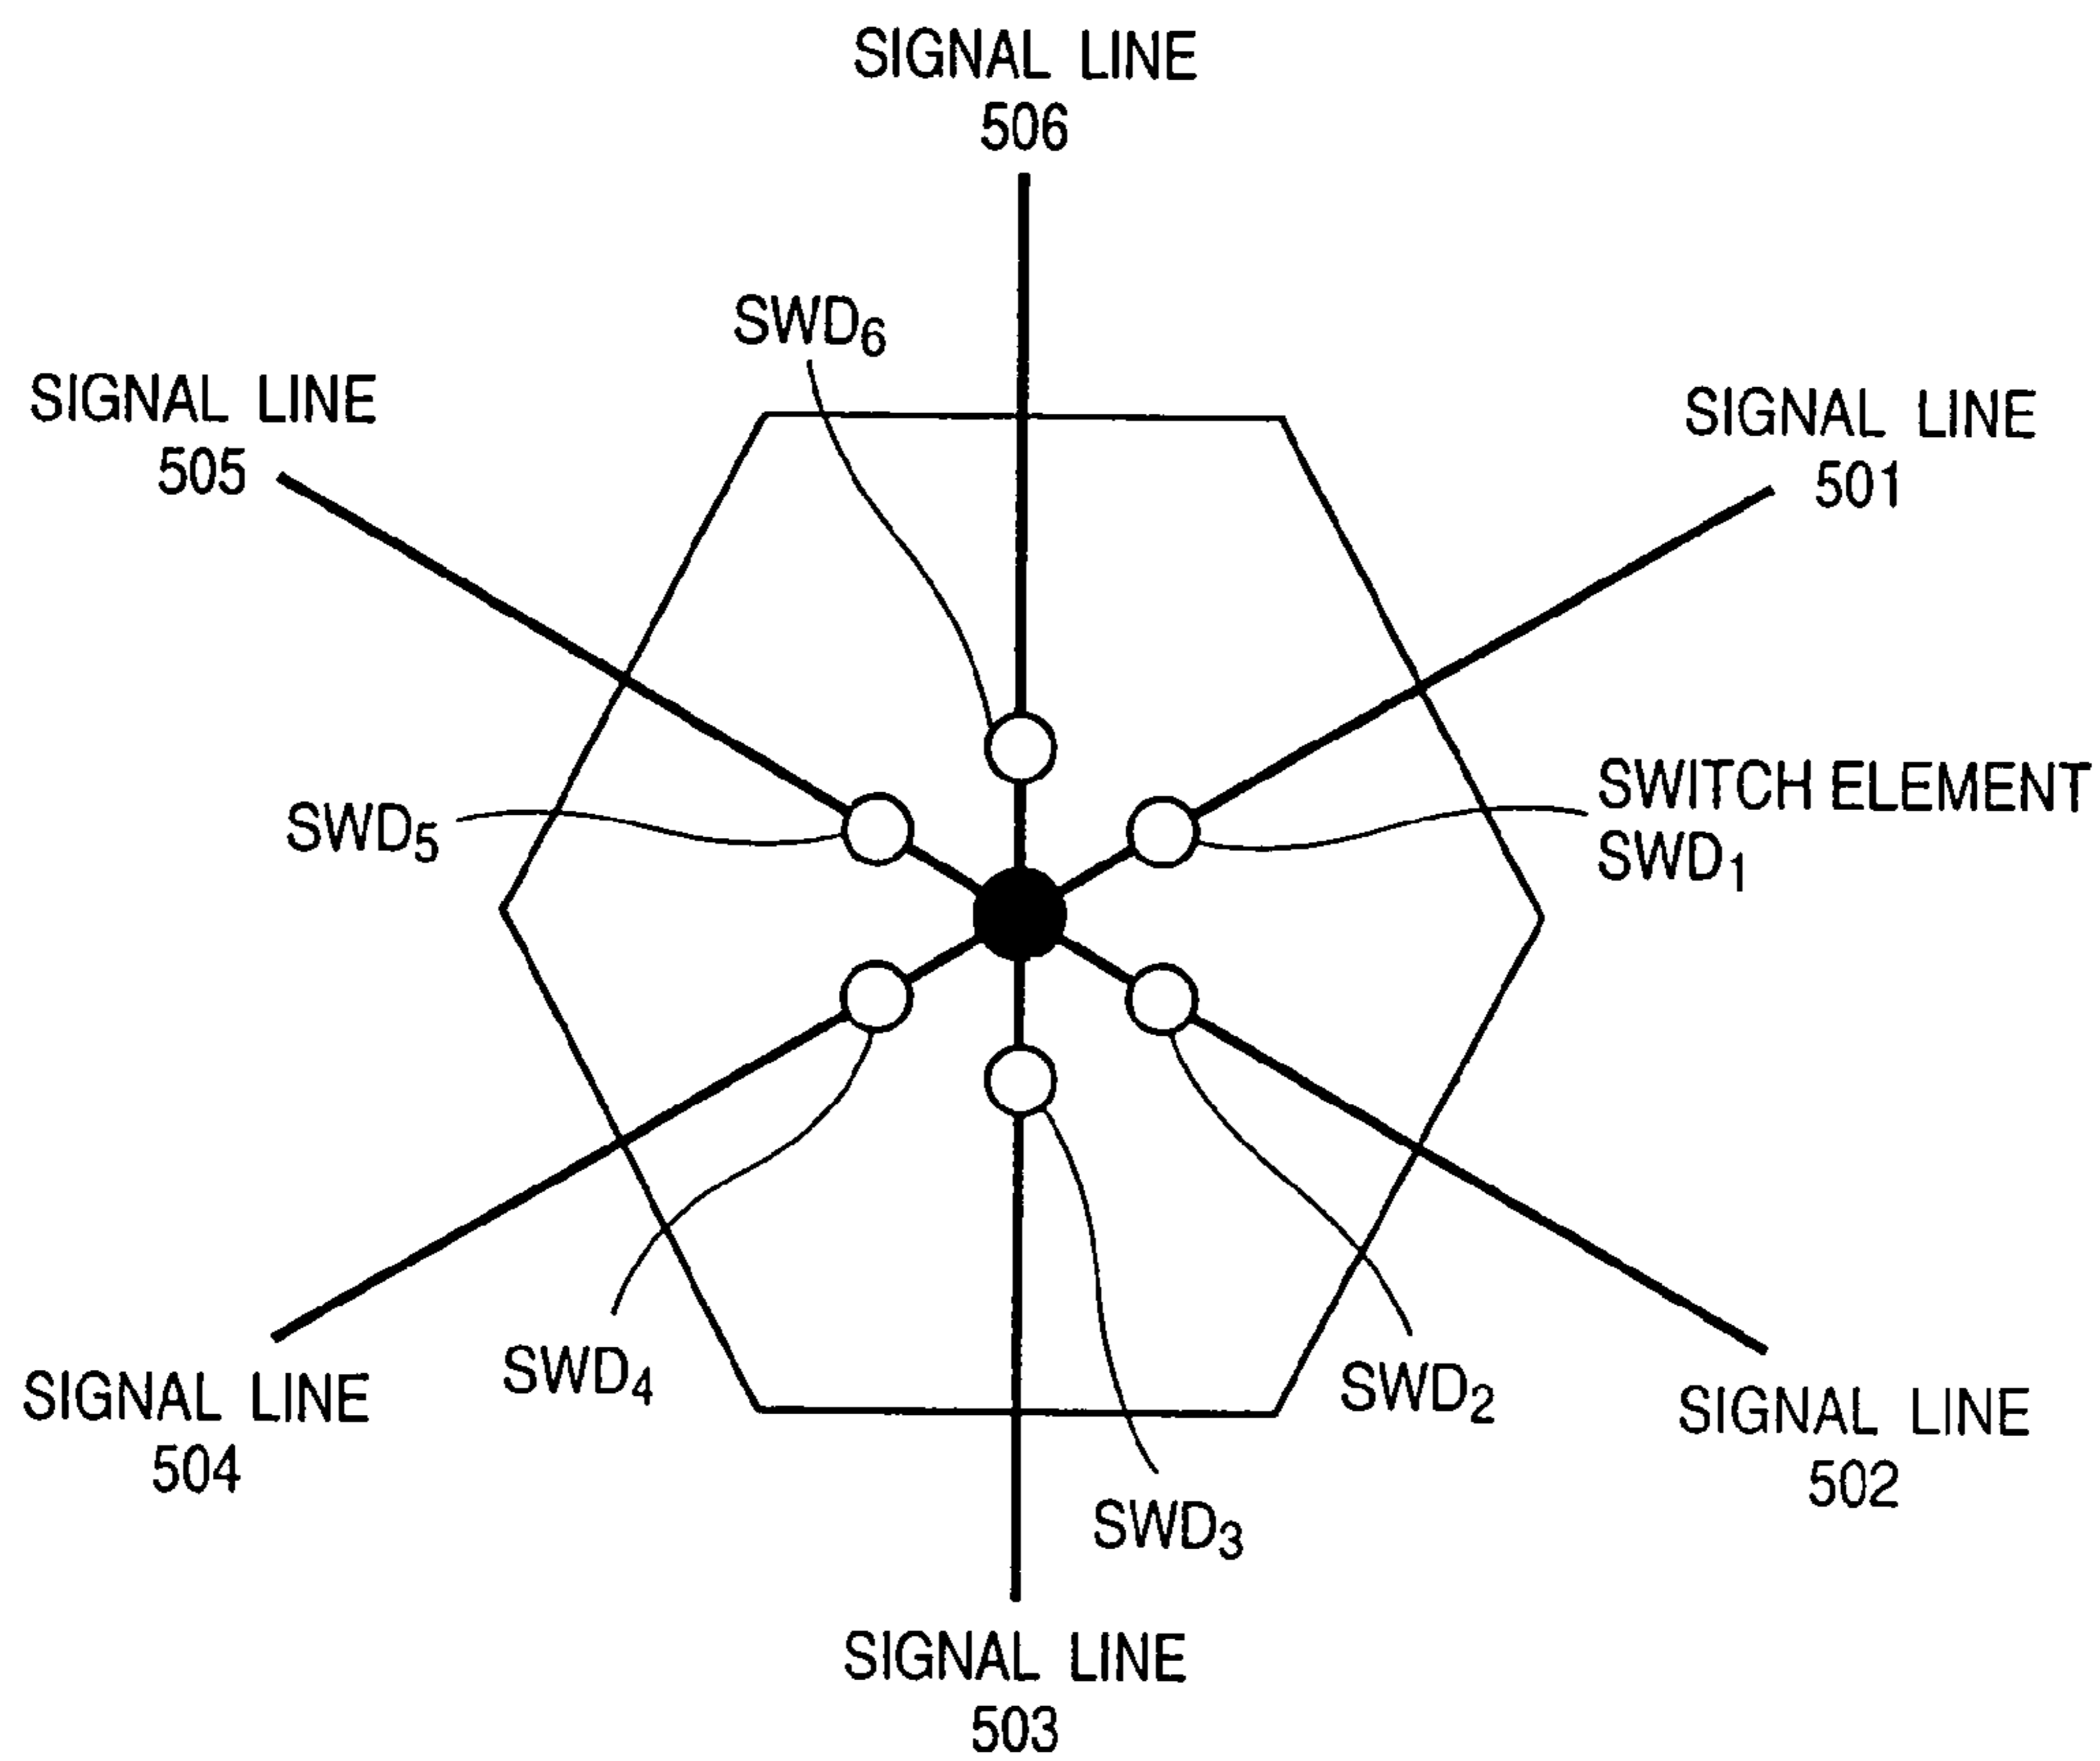 SIGNAL LINE
506
SWD6
SIGNAL LINE
505
SIGNAL LINE
501
SWITCH ELEMENT
SWD1
SWD5
SWD4
SWD2
SIGNAL LINE
504
SIGNAL LINE
502
SWD3
SIGNAL LINE
503